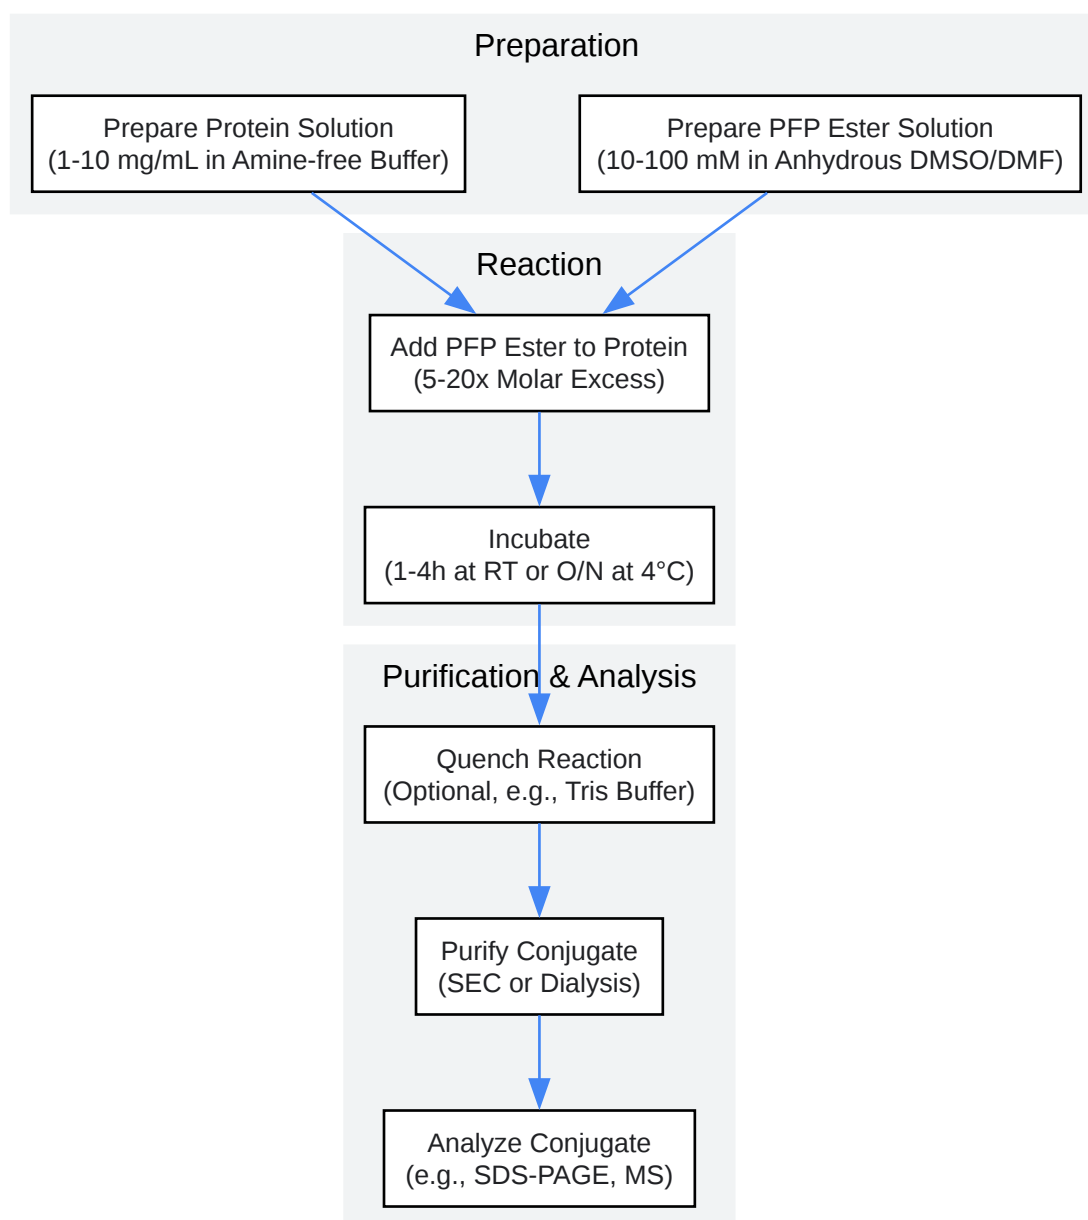 Preparation
Prepare Protein Solution
(1-10 mg/mL in Amine-free Buffer)
Prepare PFP Ester Solution
(10-100 mM in Anhydrous DMSO/DMF)
Reaction
Add PFP Ester to Protein
(5-20x Molar Excess)
Incubate
(1-4h at RT or O/N at 4°C)
Purification & Analysis
Quench Reaction
(Optional, e.g., Tris Buffer)
Purify Conjugate
(SEC or Dialysis)
Analyze Conjugate
(e.g., SDS-PAGE, MS)